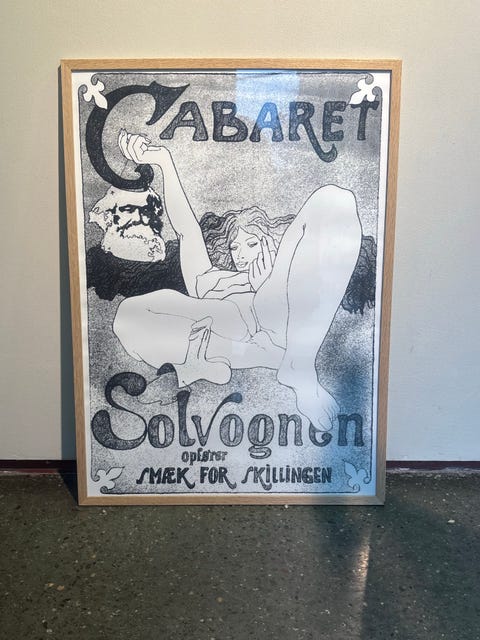 CABARET
Solvognen
opfører
SMÆK FOR SKILLINGEN